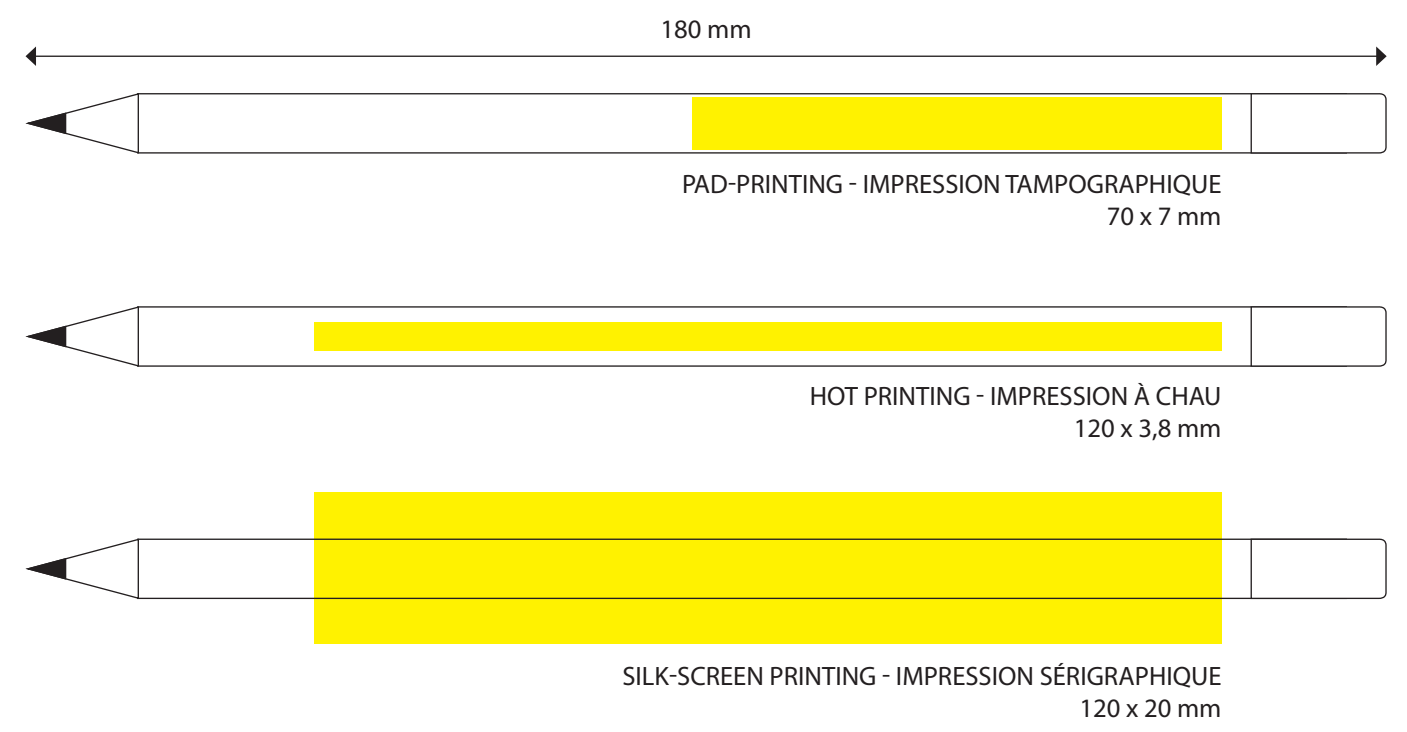 180 mm
PAD-PRINTING - IMPRESSION TAMPOGRAPHIQUE
70 x 7 mm
HOT PRINTING - IMPRESSION À CHAU
120 x 3,8 mm
SILK-SCREEN PRINTING - IMPRESSION SÉRIGRAPHIQUE
120 x 20 mm